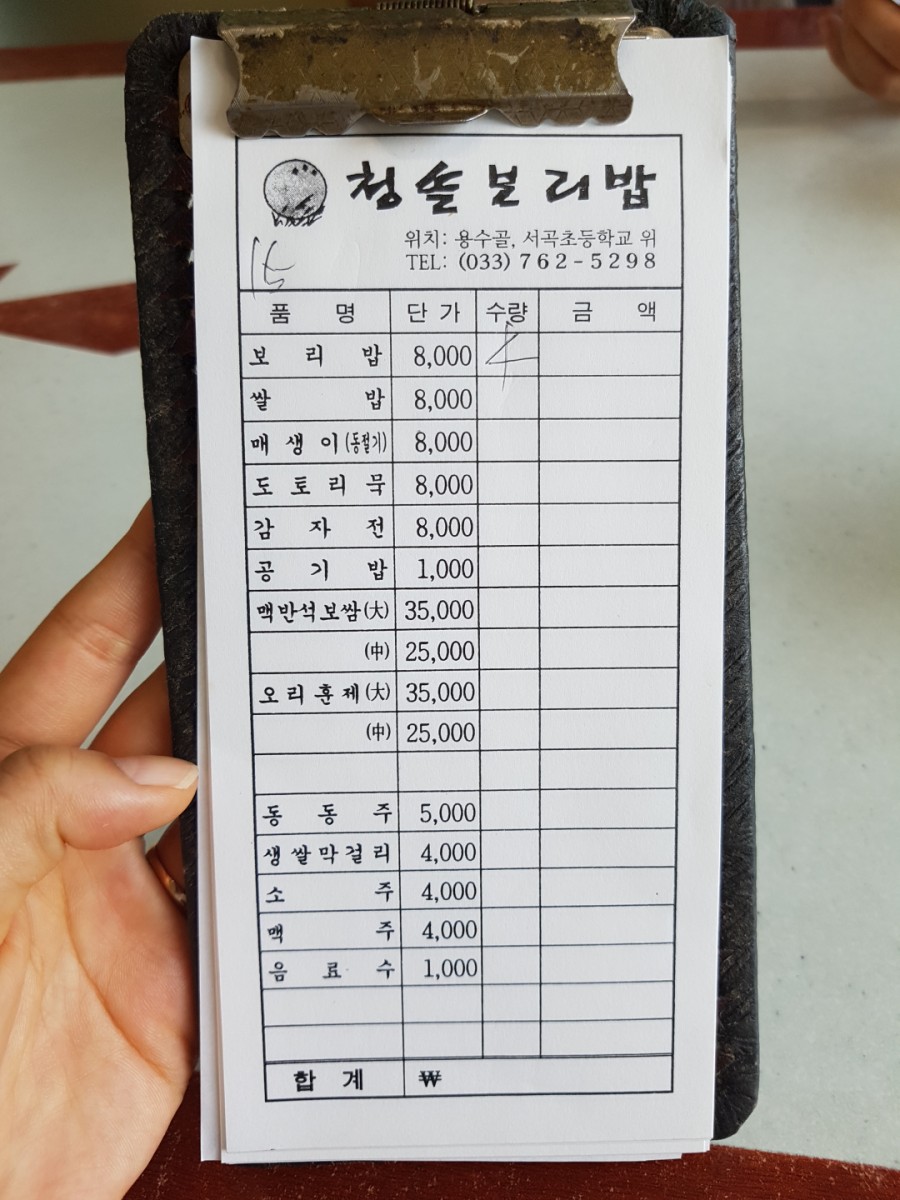 청솔보리밥
위치: 용수골, 서곡초등학교 위
TEL: (033) 762-5298
품 명 단 가 수량 금 액
보 리 밥 8,000 4
쌀 밥 8,000
매 생 이 (동절기) 8,000
도 토 리 묵 8,000
감 자 전 8,000
공 기 밥 1,000
맥반석보쌈(大) 35,000
(中) 25,000
오리훈제(大) 35,000
(中) 25,000
동 동 주 5,000
생쌀막걸리 4,000
소 주 4,000
맥 주 4,000
음 료 수 1,000
합 계 ₩